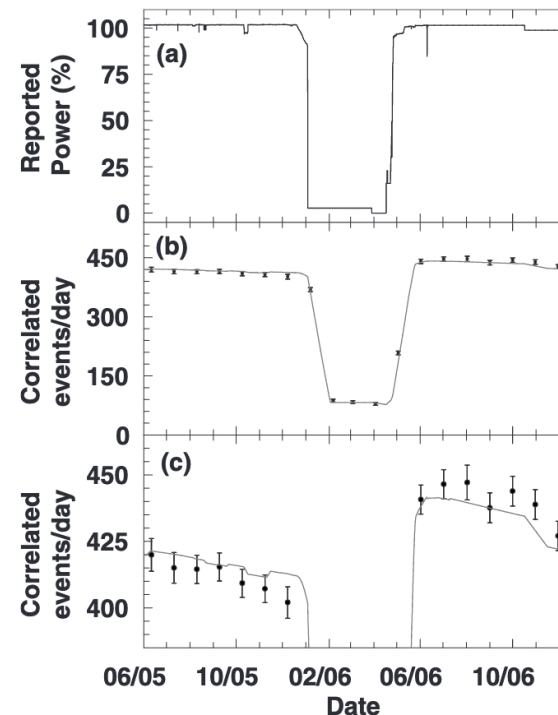 100
75
50
25
0
Reported
Power (%)
(a)
450
300
150
0
Correlated
events/day
(b)
450
425
400
Correlated
events/day
(c)
06/05 10/05 02/06 06/06 10/06
Date